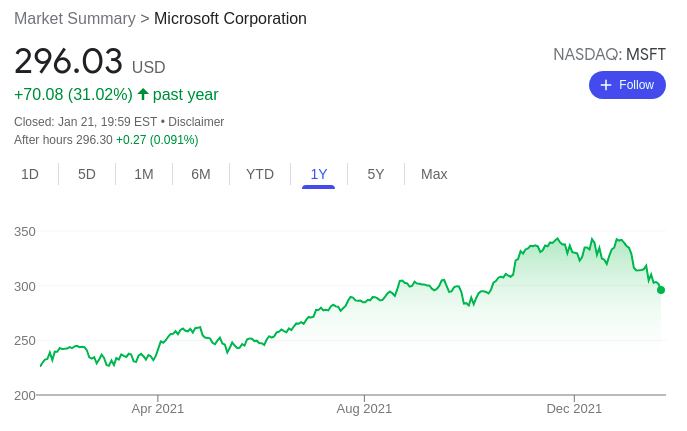 Market Summary > Microsoft Corporation
296.03 USD
NASDAQ: MSFT
+70.08 (31.02%) past year
+ Follow
Closed: Jan 21, 19:59 EST • Disclaimer
After hours 296.30 +0.27 (0.091%)
1D 5D 1M 6M YTD 1Y 5Y Max
350
300
250
200
Apr 2021 Aug 2021 Dec 2021